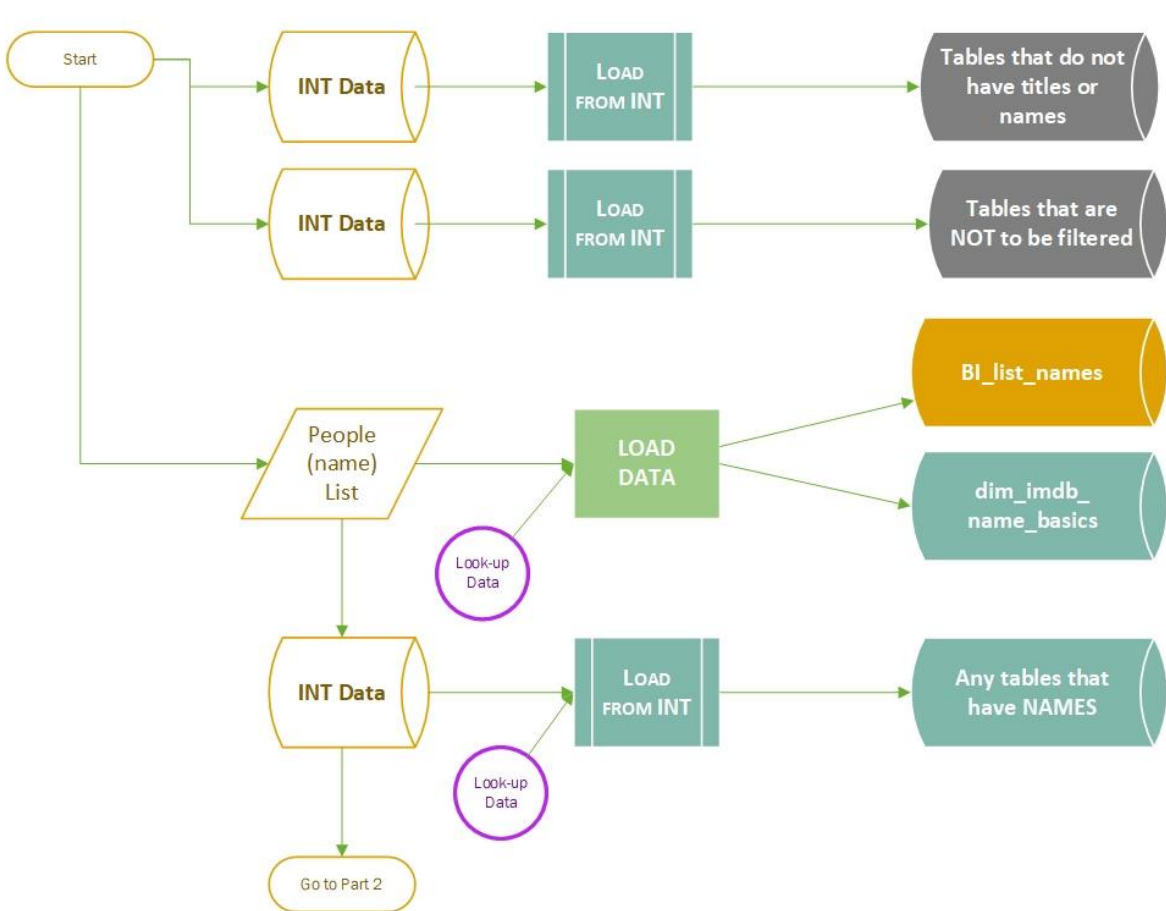 Start
INT Data
LOAD
FROM INT
Tables that do not
have titles or
names
INT Data
LOAD
FROM INT
Tables that are
NOT to be filtered
BI_list_names
People
(name)
List
LOAD
DATA
dim_imdb_
name_basics
Look-up
Data
INT Data
LOAD
FROM INT
Any tables that
have NAMES
Look-up
Data
Go to Part 2